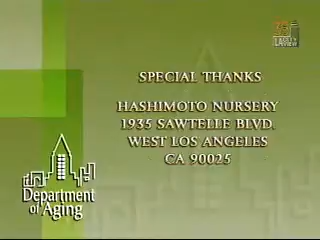 SPECIAL THANKS
HASHIMOTO NURSERY
1935 SAWTELLE BLVD.
WEST LOS ANGELES
CA 90025
Department
of Aging